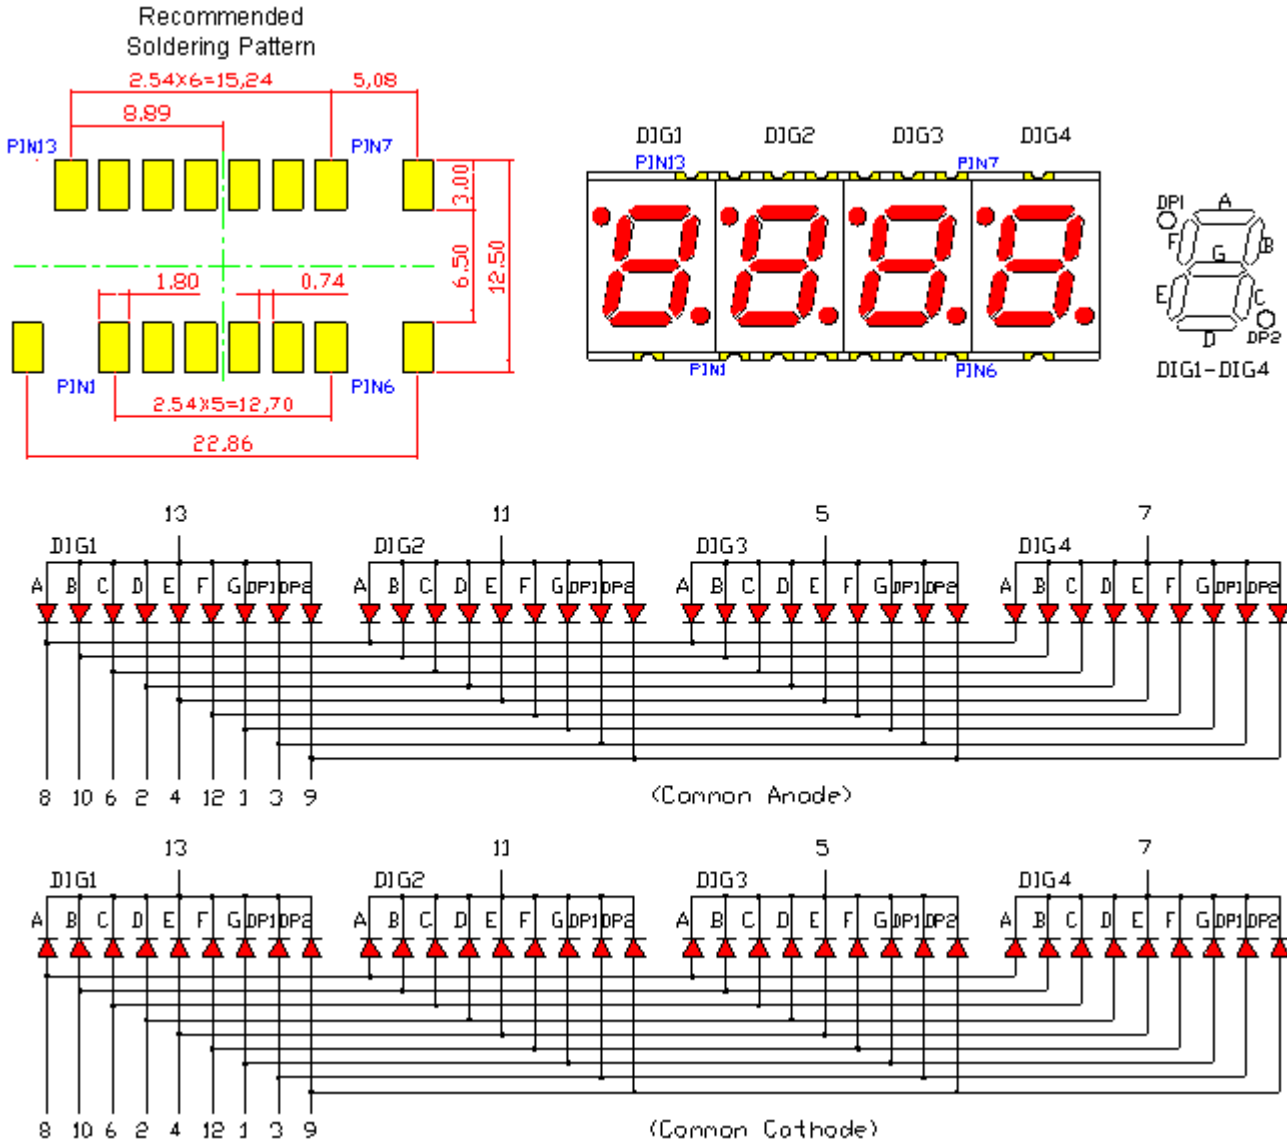 Recommended
Soldering Pattern
2.54X6=15,24
5,08
8.89
PIN13
PIN7
3.00
6.50
12.50
1.80
0.74
PIN1
PIN6
2.54X5=12,70
22.86
DIG1 DIG2 DIG3 DIG4
PIN13
PIN7
PIN1
PIN6
DP1
A
F
B
G
E
C
D
DP2
DIG1-DIG4
13 11 5 7
DIG1 DIG2 DIG3 DIG4
A B C D E F G DP1 DP2 A B C D E F G DP1 DP2 A B C D E F G DP1 DP2 A B C D E F G DP1 DP2
8 10 6 2 4 12 1 3 9
(Common Anode)
13 11 5 7
DIG1 DIG2 DIG3 DIG4
A B C D E F G DP1 DP2 A B C D E F G DP1 DP2 A B C D E F G DP1 DP2 A B C D E F G DP1 DP2
8 10 6 2 4 12 1 3 9
(Common Cathode)